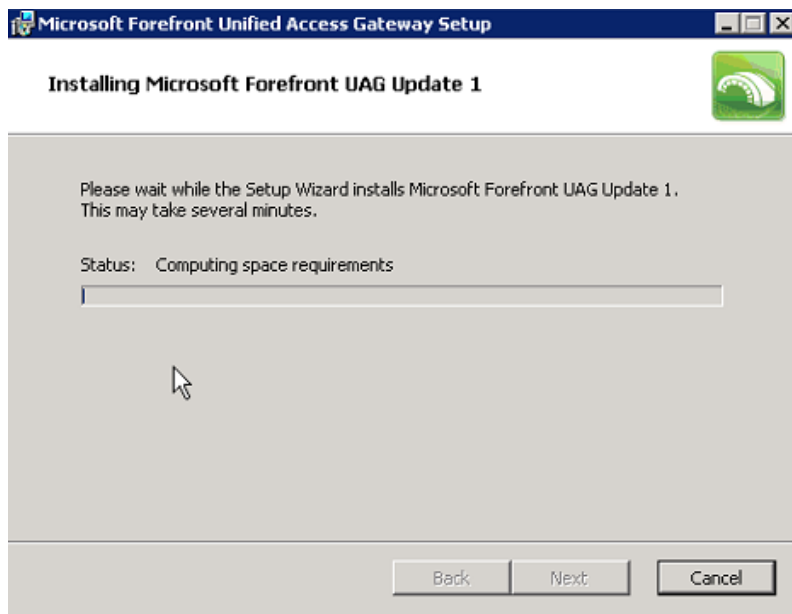 Microsoft Forefront Unified Access Gateway Setup
Installing Microsoft Forefront UAG Update 1
Please wait while the Setup Wizard installs Microsoft Forefront UAG Update 1.
This may take several minutes.
Status: Computing space requirements
Back Next Cancel